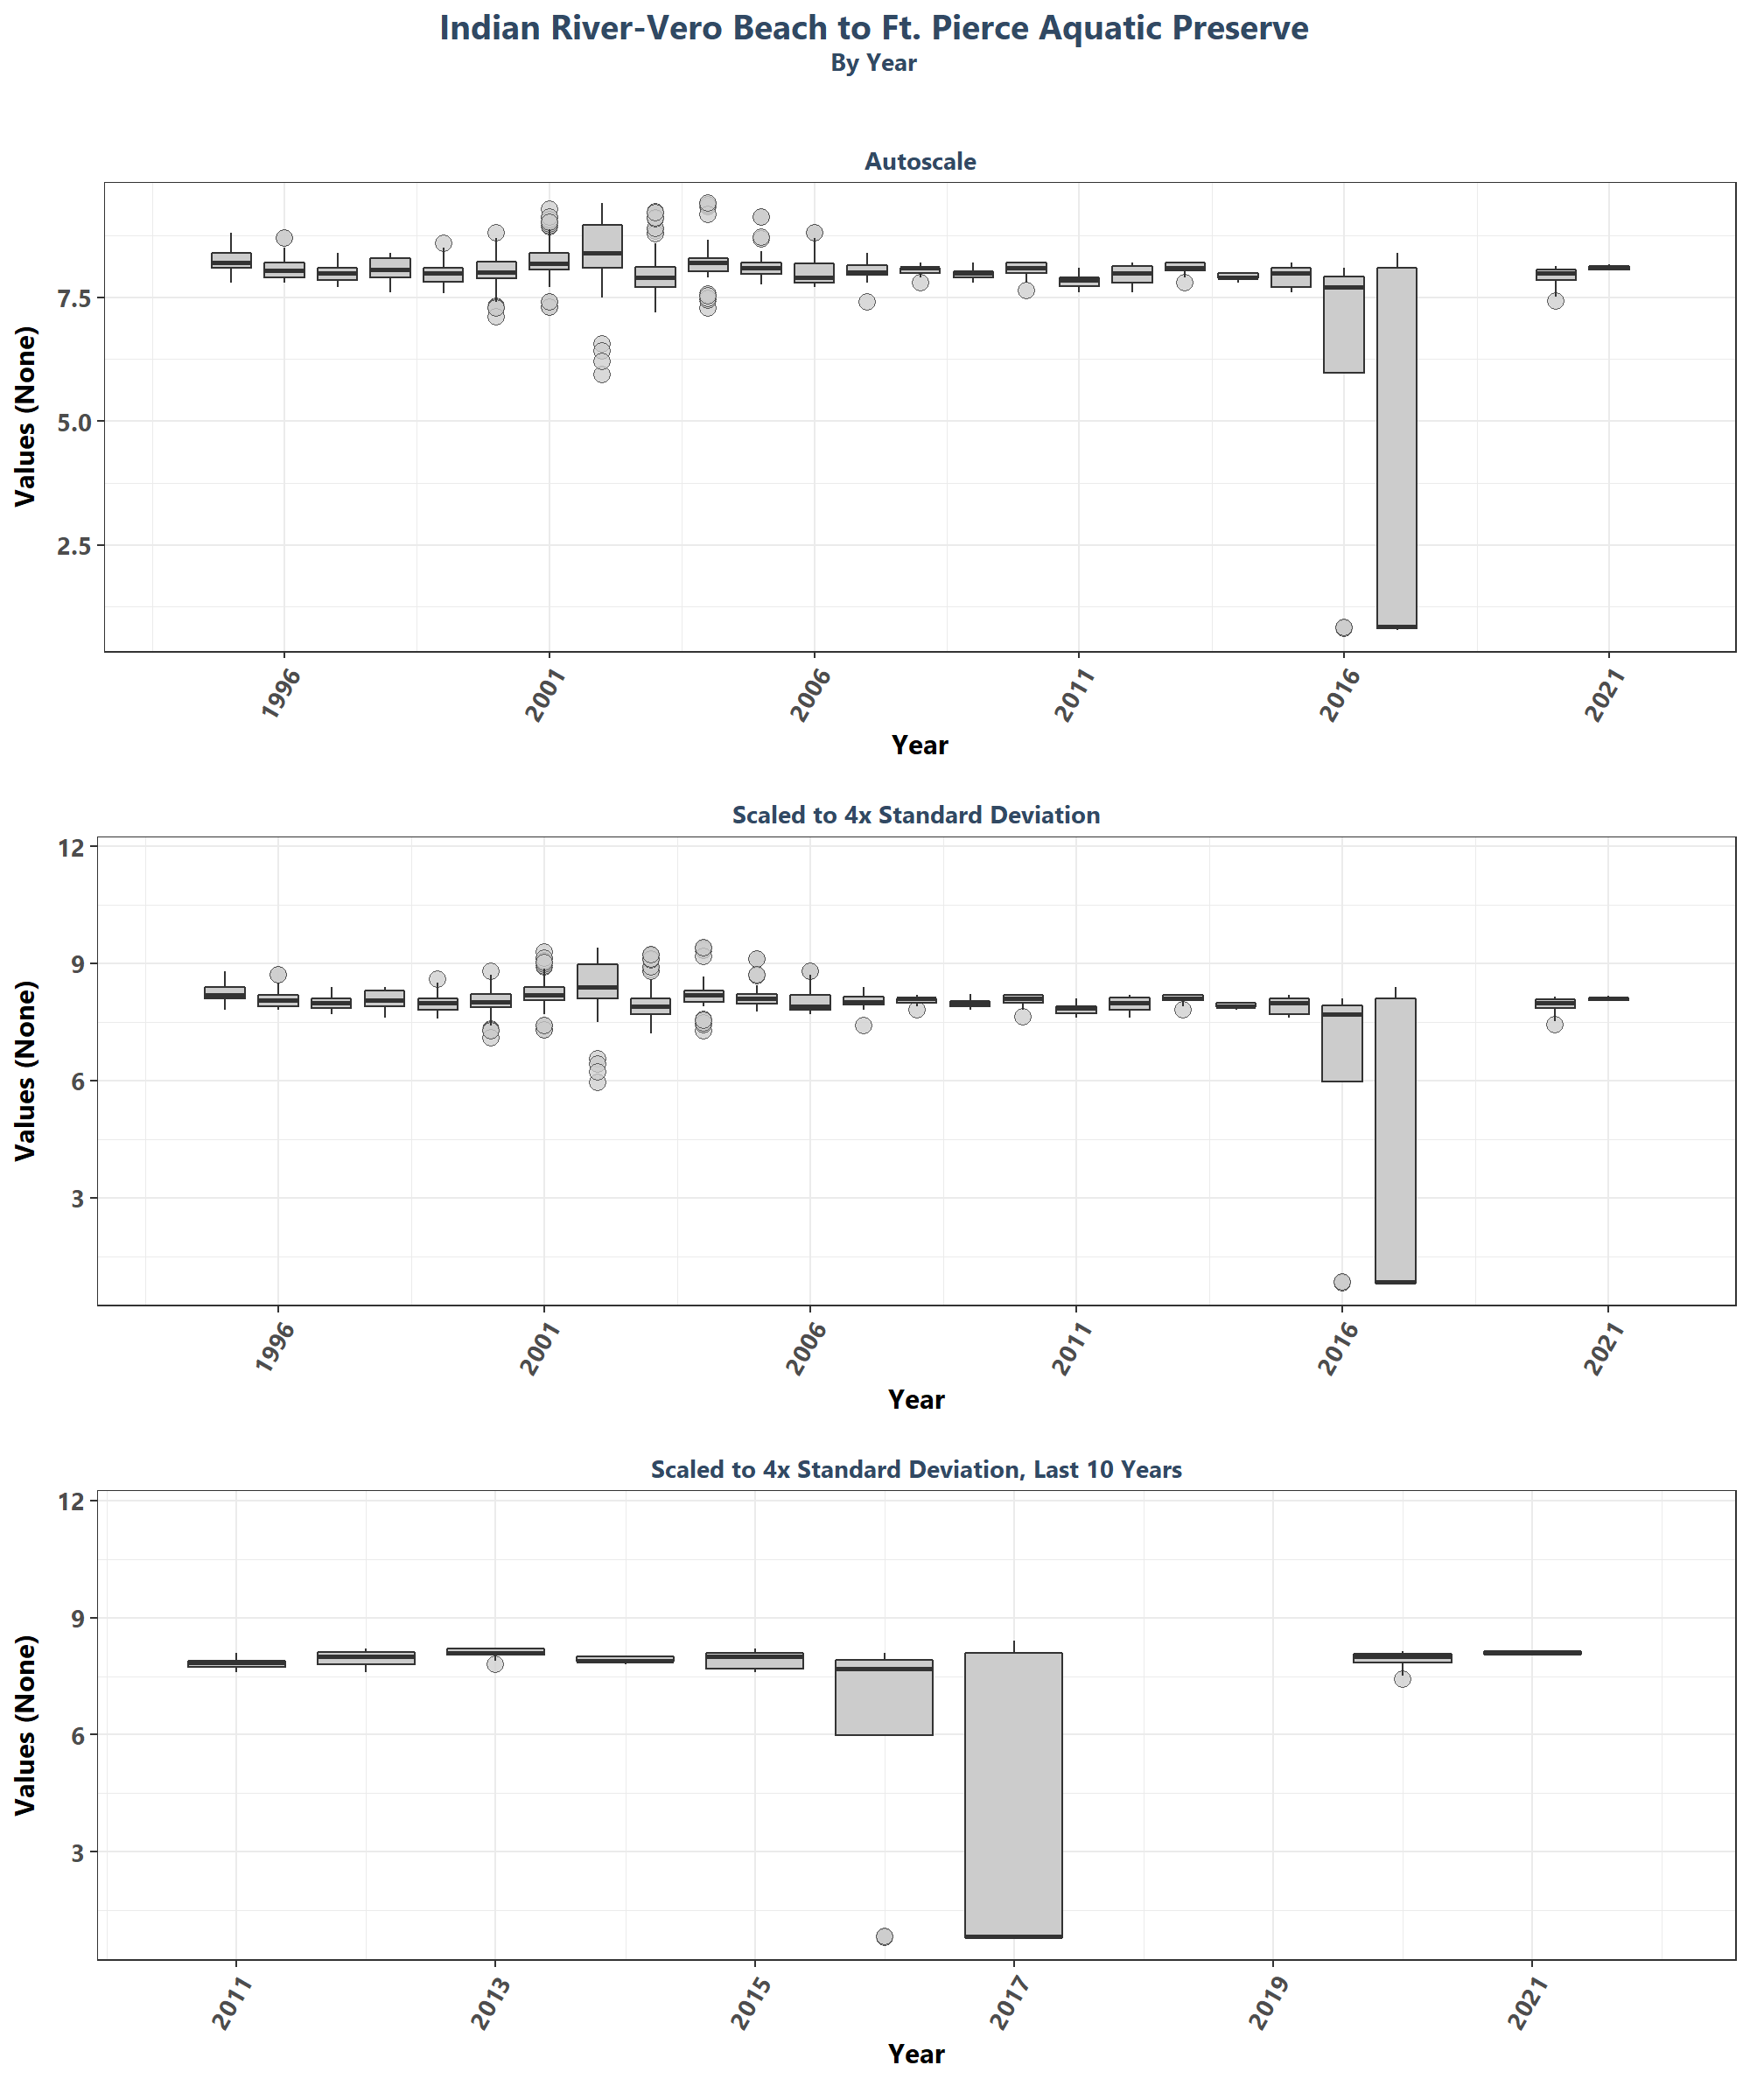 Indian River-Vero Beach to Ft. Pierce Aquatic Preserve
By Year
Autoscale
Values (None)
7.5
5.0
2.5
1996
2001
2006
2011
2016
2021
Year
Scaled to 4x Standard Deviation
Values (None)
12
9
6
3
1996
2001
2006
2011
2016
2021
Year
Scaled to 4x Standard Deviation, Last 10 Years
Values (None)
12
9
6
3
2011
2013
2015
2017
2019
2021
Year